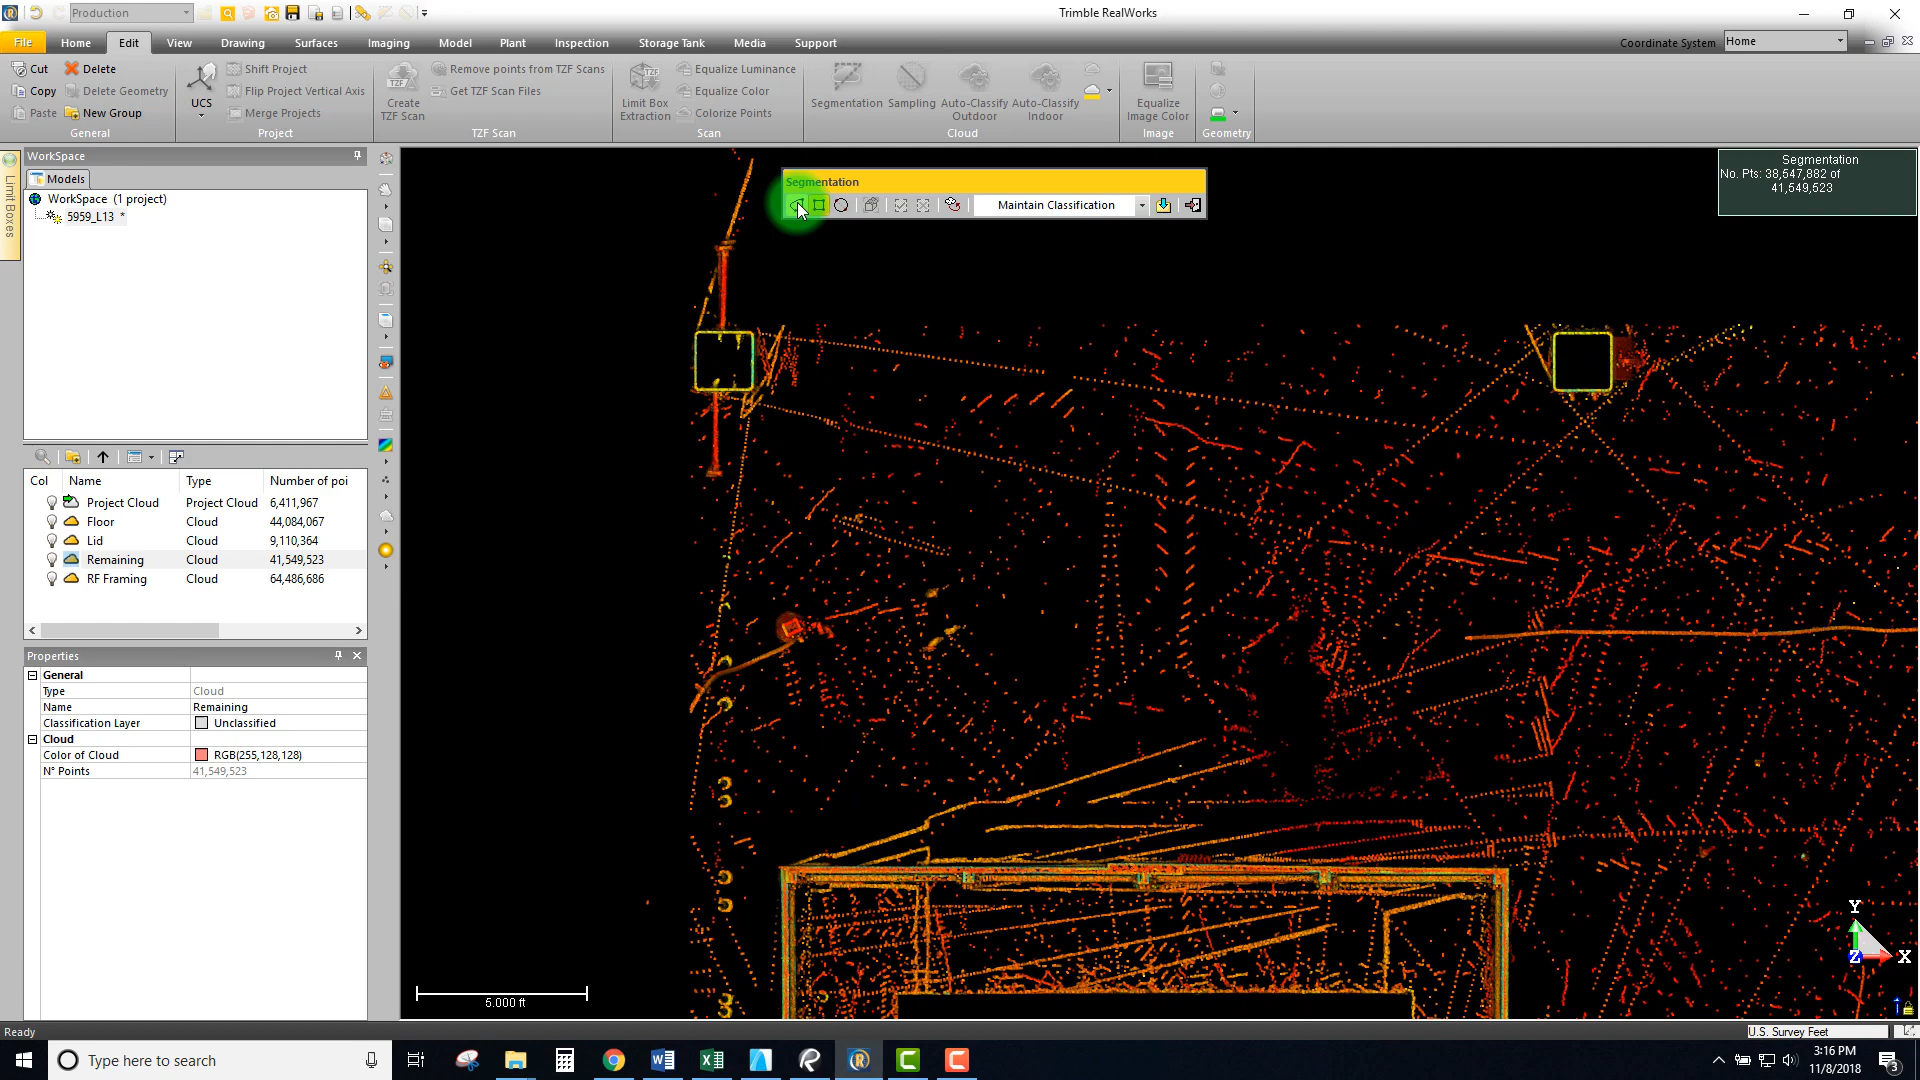 Production
Trimble RealWorks
File Home Edit View Drawing Surfaces Imaging Model Plant Inspection Storage Tank Media Support
Coordinate System Home
Cut Delete
Copy Delete Geometry
Paste New Group
General
UCS
Shift Project
Flip Project Vertical Axis
Merge Projects
Project
TZF
Create
TZF Scan
Remove points from TZF Scans
Get TZF Scan Files
TZF Scan
TZF
Limit Box
Extraction
Equalize Luminance
Equalize Color
Colorize Points
Scan
Segmentation Sampling Auto-Classify Outdoor Auto-Classify Indoor
Cloud
Equalize
Image Color
Image
Geometry
Limit Boxes
WorkSpace
Models
WorkSpace (1 project)
5959_L13 *
Col Name Type Number of poi
Project Cloud Project Cloud 6,411,967
Floor Cloud 44,084,067
Lid Cloud 9,110,364
Remaining Cloud 41,549,523
RF Framing Cloud 64,486,686
Properties
General
Type Cloud
Name Remaining
Classification Layer Unclassified
Cloud
Color of Cloud RGB(255,128,128)
N° Points 41,549,523
Segmentation
Maintain Classification
Segmentation
No. Pts: 38,547,882 of
41,549,523
5.000 ft
Y
Z X
1
Ready
U.S. Survey Feet
Type here to search
3:16 PM
11/8/2018
3